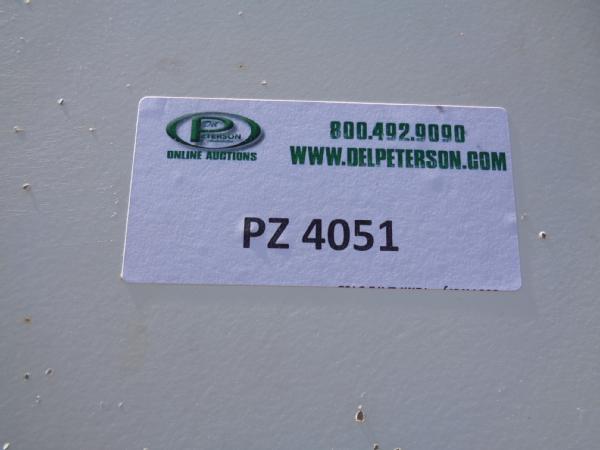 Del
PETERSON
ONLINE AUCTIONS
800.492.9090
WWW.DELPETERSON.COM
PZ 4051